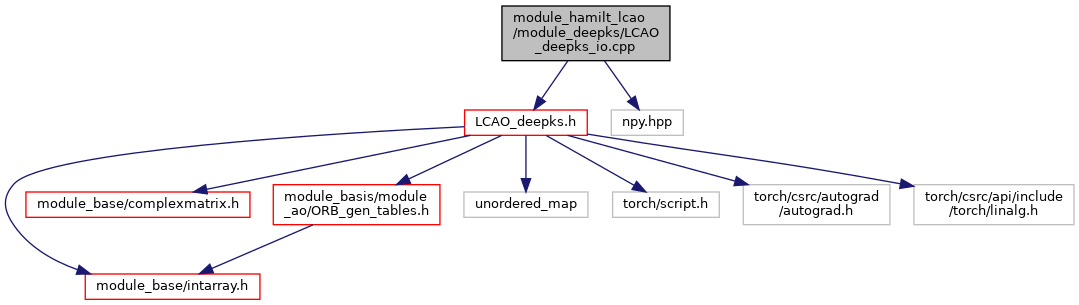 module_hamilt_lcao
/module_deepks/LCAO
_deepks_io.cpp
LCAO_deepks.h
npy.hpp
module_base/complexmatrix.h
module_basis/module
_ao/ORB_gen_tables.h
unordered_map
torch/script.h
torch/csrc/autograd
/autograd.h
torch/csrc/api/include
/torch/linalg.h
module_base/intarray.h